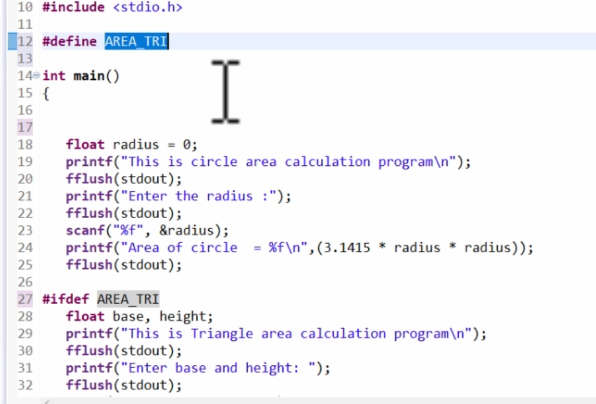 10 #include <stdio.h>
11
12 #define AREA_TRI
13
14 int main()
15 {
16
17
18 float radius = 0;
19 printf("This is circle area calculation program\n");
20 fflush(stdout);
21 printf("Enter the radius :");
22 fflush(stdout);
23 scanf("%f", &radius);
24 printf("Area of circle  = %f\n",(3.1415 * radius * radius));
25 fflush(stdout);
26
27 #ifdef AREA_TRI
28 float base, height;
29 printf("This is Triangle area calculation program\n");
30 fflush(stdout);
31 printf("Enter base and height: ");
32 fflush(stdout);